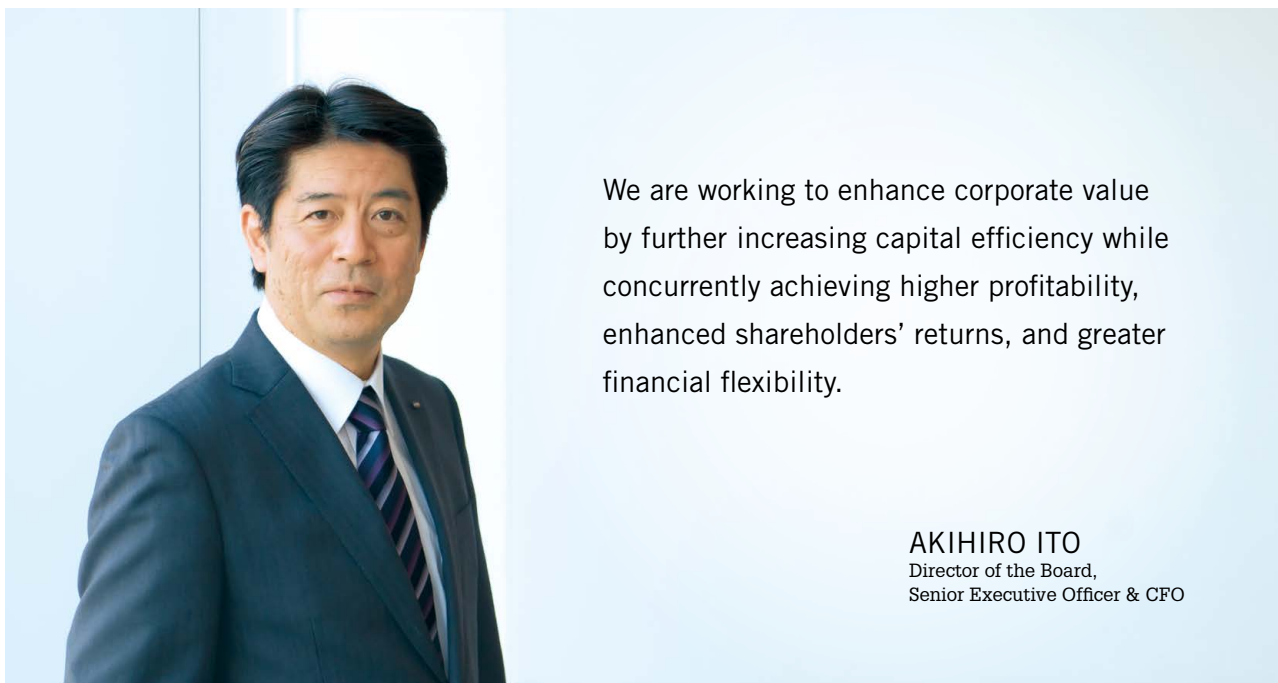 We are working to enhance corporate value
by further increasing capital efficiency while
concurrently achieving higher profitability,
enhanced shareholders’ returns, and greater
financial flexibility.
AKIHIRO ITO
Director of the Board,
Senior Executive Officer & CFO